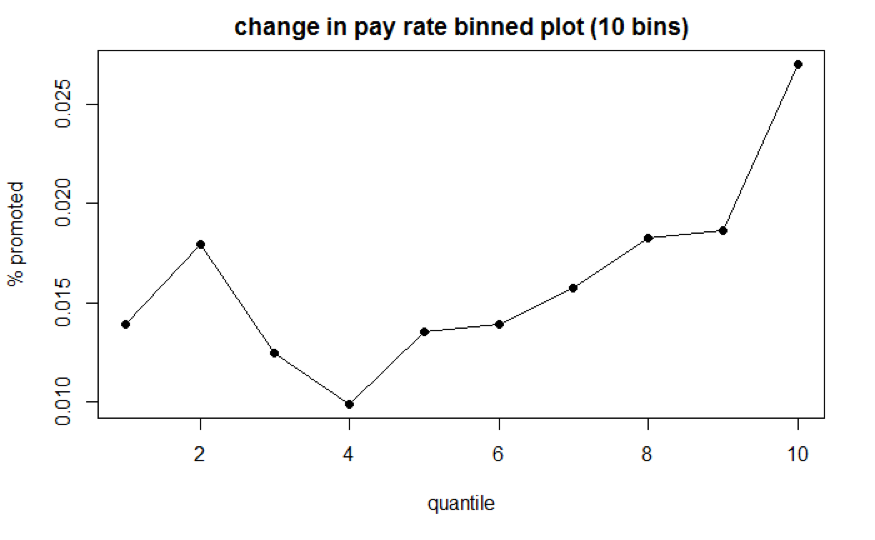 change in pay rate binned plot (10 bins)
% promoted
0.025
0.020
0.015
0.010
2 4 6 8 10
quantile